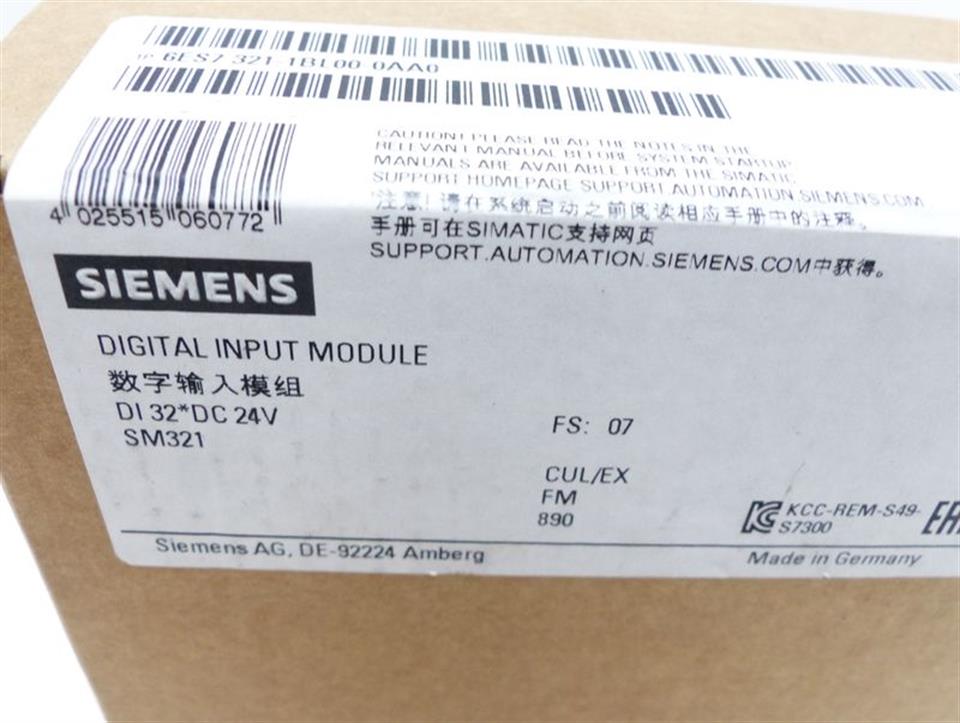 1P 6ES7 321-1BL00-0AA0
CAUTION! PLEASE READ THE NOTES IN THE
RELEVANT MANUAL BEFORE SYSTEM STARTUP.
MANUALS ARE AVAILABLE FROM THE SIMATIC
SUPPORT HOMEPAGE SUPPORT.AUTOMATION.SIEMENS.COM
"注意! 请在系统启动之前阅读相应手册中的注释。
手册可在SIMATIC支持网页
SUPPORT.AUTOMATION.SIEMENS.COM中获得。
4 025515 060772
SIEMENS
DIGITAL INPUT MODULE
数字输入模组
DI 32*DC 24V
SM321
FS: 07
CUL/EX
FM
890
KCC-REM-S49-
S7300
EAC
Siemens AG, DE-92224 Amberg
Made in Germany